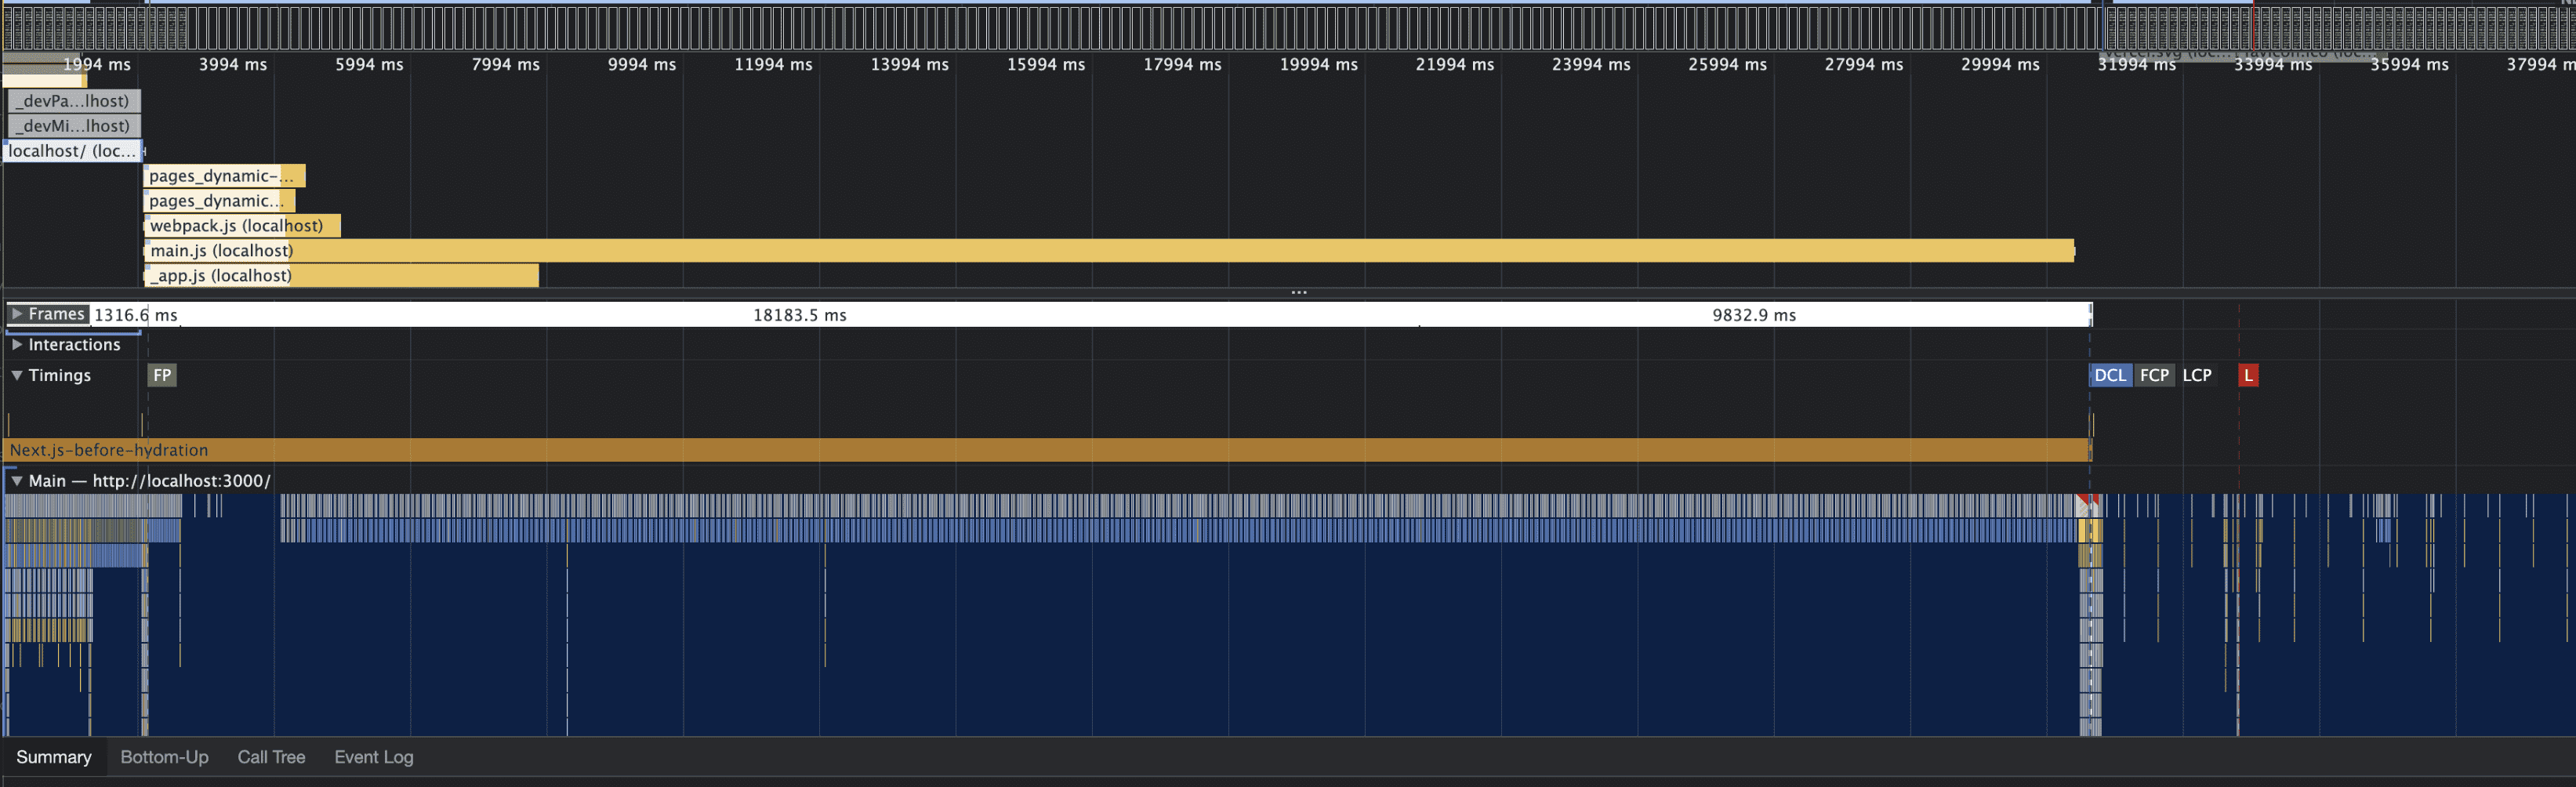 1994 ms 3994 ms 5994 ms 7994 ms 9994 ms 11994 ms 13994 ms 15994 ms 17994 ms 19994 ms 21994 ms 23994 ms 25994 ms 27994 ms 29994 ms 31994 ms 33994 ms 35994 ms 37994 m
_devPa...lhost)
_devMi...lhost)
localhost/ (loc...
pages_dynamic-...
pages_dynamic...
webpack.js (localhost)
main.js (localhost)
_app.js (localhost)
...
Frames 1316.6 ms 18183.5 ms 9832.9 ms
Interactions
Timings FP DCL FCP LCP L
Next.js-before-hydration
Main — http://localhost:3000/
Summary Bottom-Up Call Tree Event Log